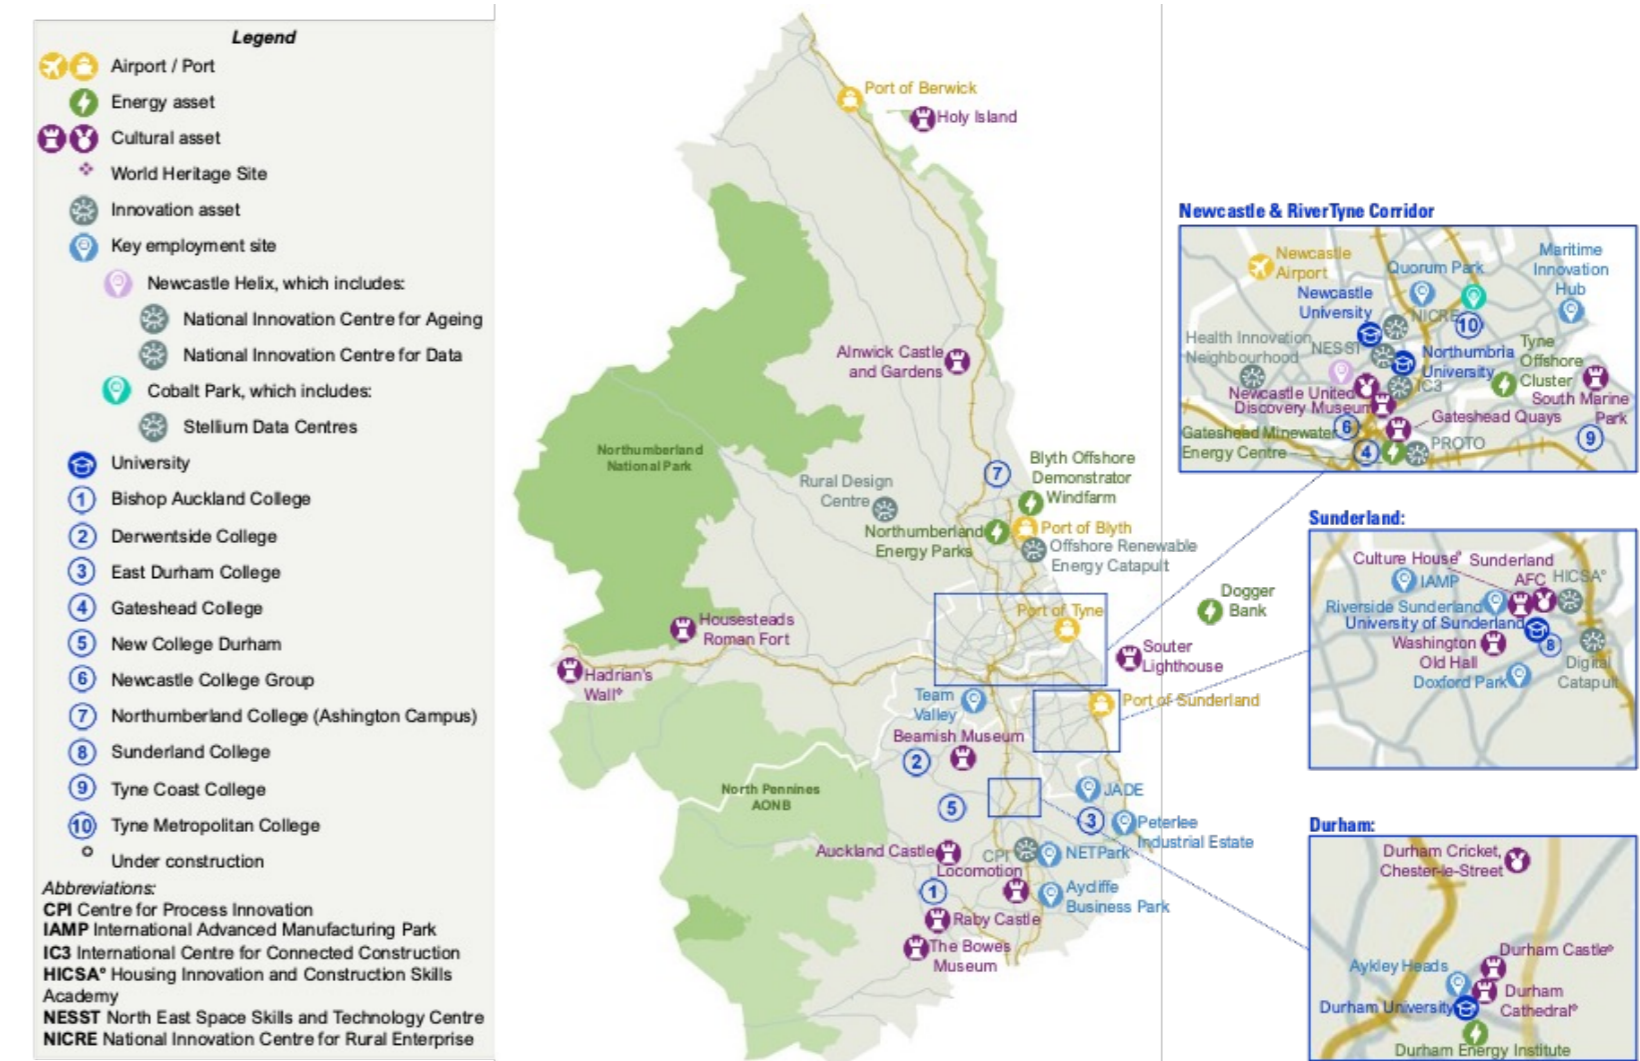 Legend
Airport / Port
Energy asset
Cultural asset
World Heritage Site
Innovation asset
Key employment site
Newcastle Helix, which includes:
National Innovation Centre for Ageing
National Innovation Centre for Data
Cobalt Park, which includes:
Stellium Data Centres
University
1 Bishop Auckland College
2 Derwentside College
3 East Durham College
4 Gateshead College
5 New College Durham
6 Newcastle College Group
7 Northumberland College (Ashington Campus)
8 Sunderland College
9 Tyne Coast College
10 Tyne Metropolitan College
Under construction
Abbreviations:
CPI Centre for Process Innovation
IAMP International Advanced Manufacturing Park
IC3 International Centre for Connected Construction
HICSA° Housing Innovation and Construction Skills
Academy
NESST North East Space Skills and Technology Centre
NICRE National Innovation Centre for Rural Enterprise
Port of Berwick
Holy Island
Alnwick Castle
and Gardens
Northumberland
National Park
7
Blyth Offshore
Demonstrator
Windfarm
Rural Design
Centre
Northumberland
Energy Parks
Port of Blyth
Offshore Renewable
Energy Catapult
Dogger
Bank
Port of Tyne
Housesteads
Roman Fort
Hadrian's
Wall
Souter
Lighthouse
Team
Valley
Port of Sunderland
Beamish Museum
2
North Pennines
AONB
5
JADE
3
Peterlee
Industrial Estate
Auckland Castle
CPI
NETPark
Locomotion
1
Aycliffe
Business Park
Raby Castle
The Bowes
Museum
Newcastle & River Tyne Corridor
Newcastle
Airport
Quorum Park
Maritime
Innovation
Hub
Newcastle
University
NICRE
10
Health Innovation
Neighbourhood
NESST
Northumbria
University
Tyne
Offshore
Cluster
IC3
Newcastle United
Discovery Museum
South Marine
Park
Gateshead Quays
6
Gateshead Minewater
Energy Centre
4
PROTO
9
Sunderland:
Culture House°
Sunderland
AFC
HICSA°
IAMP
Riverside Sunderland
University of Sunderland
8
Washington
Old Hall
Doxford Park
Digital
Catapult
Durham:
Durham Cricket,
Chester-le-Street
Durham Castle
Aykley Heads
Durham
Cathedral
Durham University
Durham Energy Institute